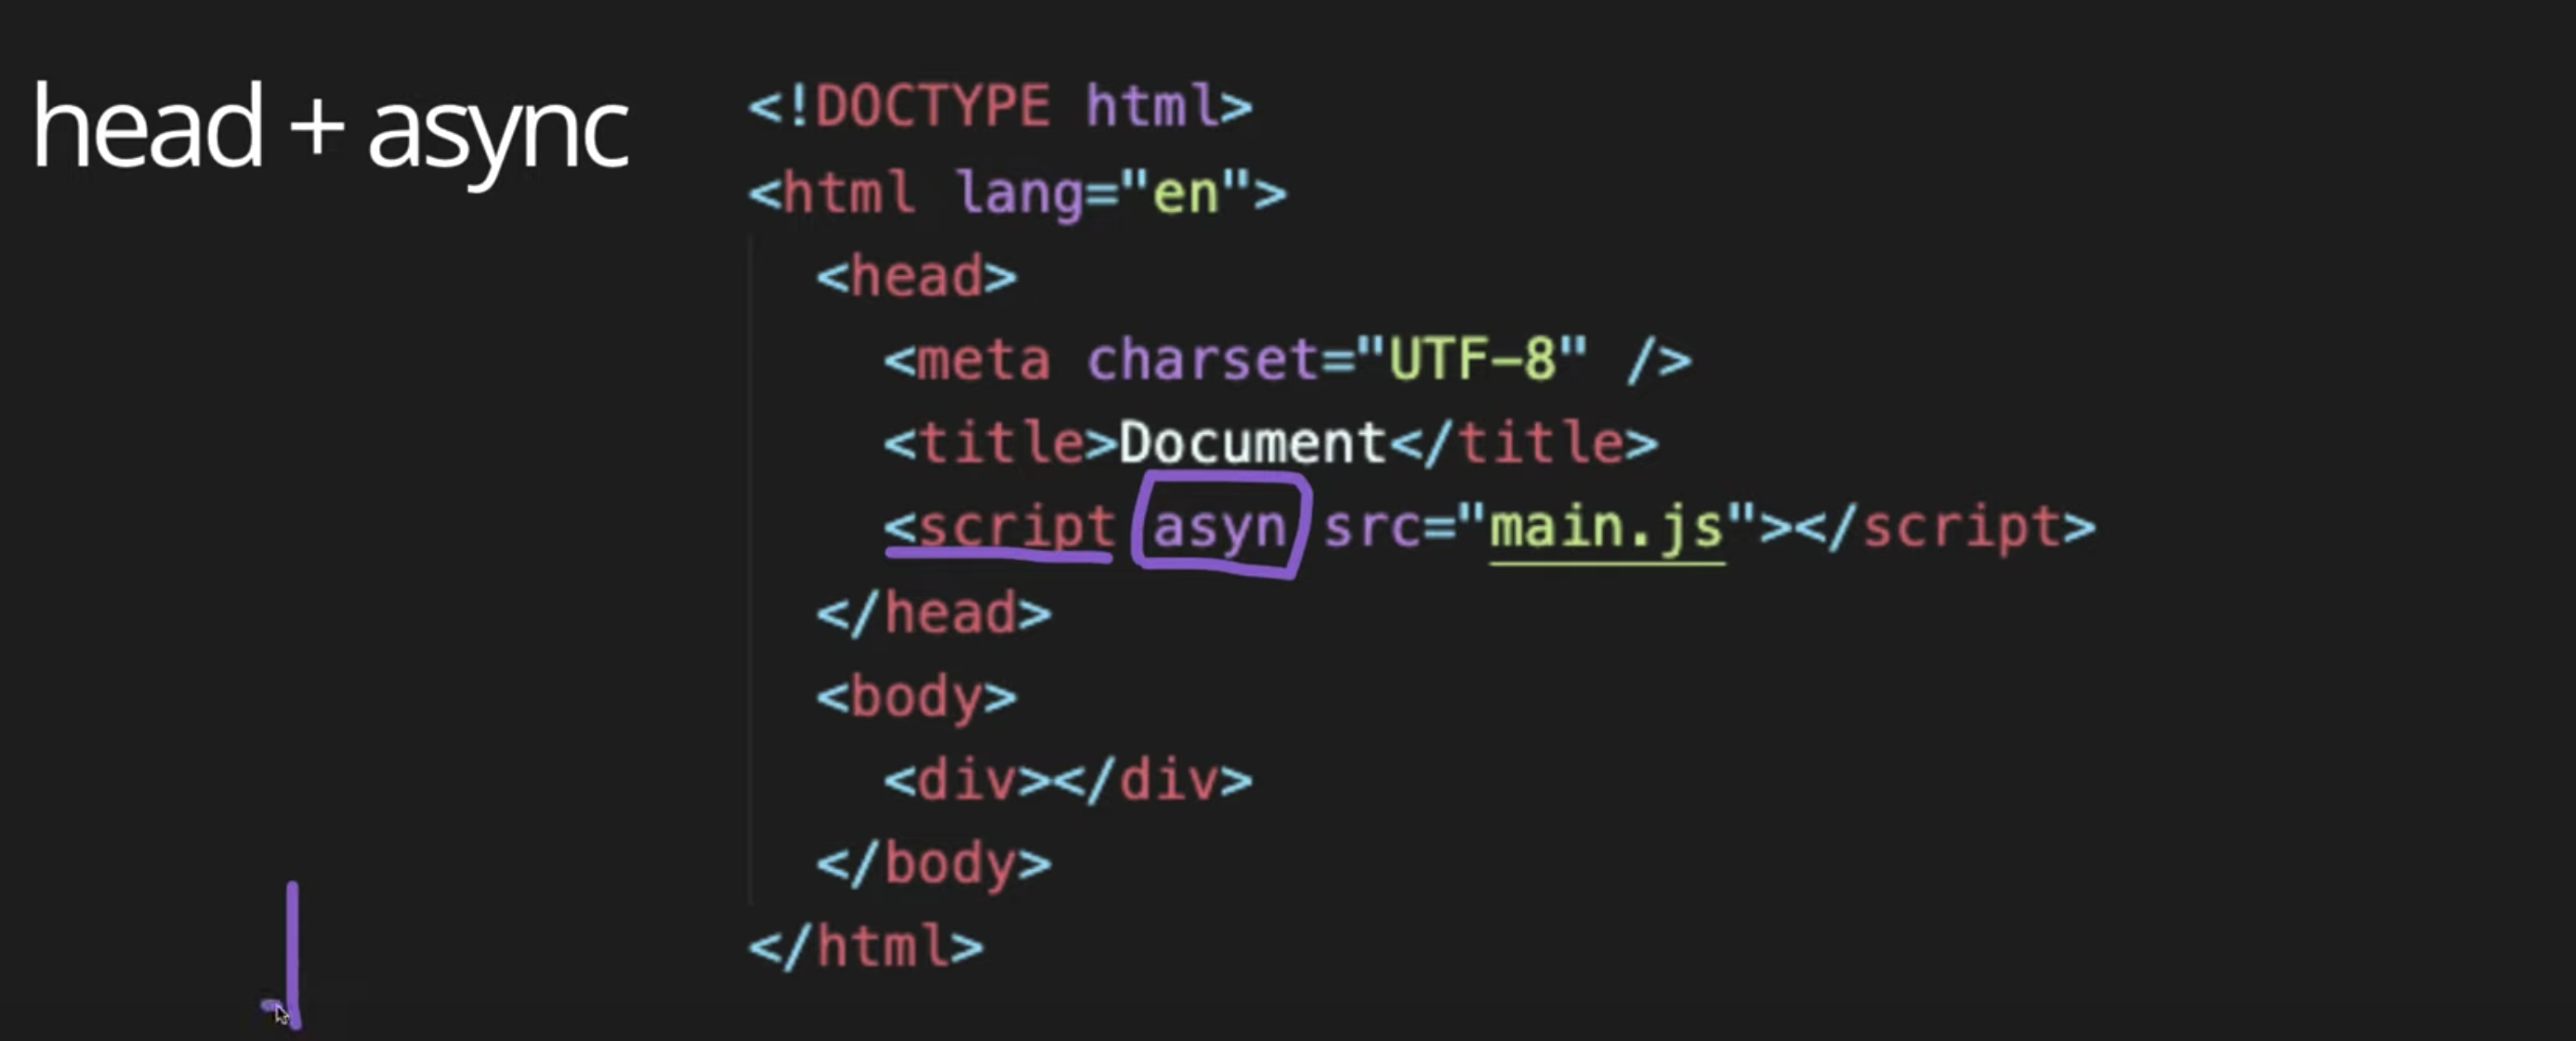 head + async
<!DOCTYPE html>
<html lang="en">
<head>
<meta charset="UTF-8" />
<title>Document</title>
<script asyn src="main.js"></script>
</head>
<body>
<div></div>
</body>
</html>